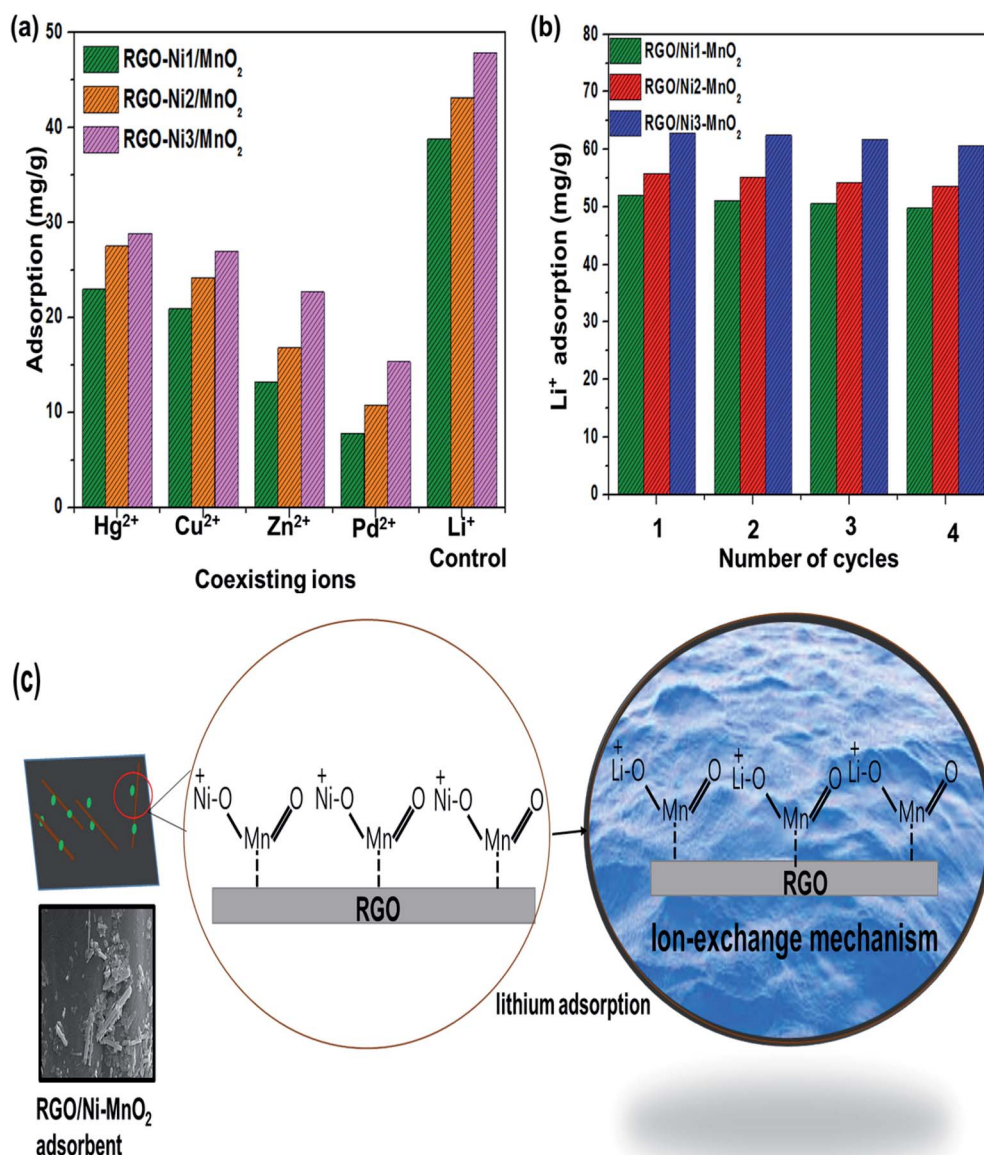 (a)
50
40
30
20
10
0
Adsorption (mg/g)
RGO-Ni1/MnO₂
RGO-Ni2/MnO₂
RGO-Ni3/MnO₂
Hg²⁺ Cu²⁺ Zn²⁺ Pd²⁺ Li⁺
Control
Coexisting ions
(b)
80
70
60
50
40
30
20
10
0
Li⁺ adsorption (mg/g)
RGO/Ni1-MnO₂
RGO/Ni2-MnO₂
RGO/Ni3-MnO₂
1 2 3 4
Number of cycles
(c)
+ + +
Ni-O O Ni-O O Ni-O O
Mn Mn Mn
RGO
lithium adsorption
+ + +
Li-O O Li-O O Li-O O
Mn Mn Mn
RGO
Ion-exchange mechanism
RGO/Ni-MnO₂
adsorbent